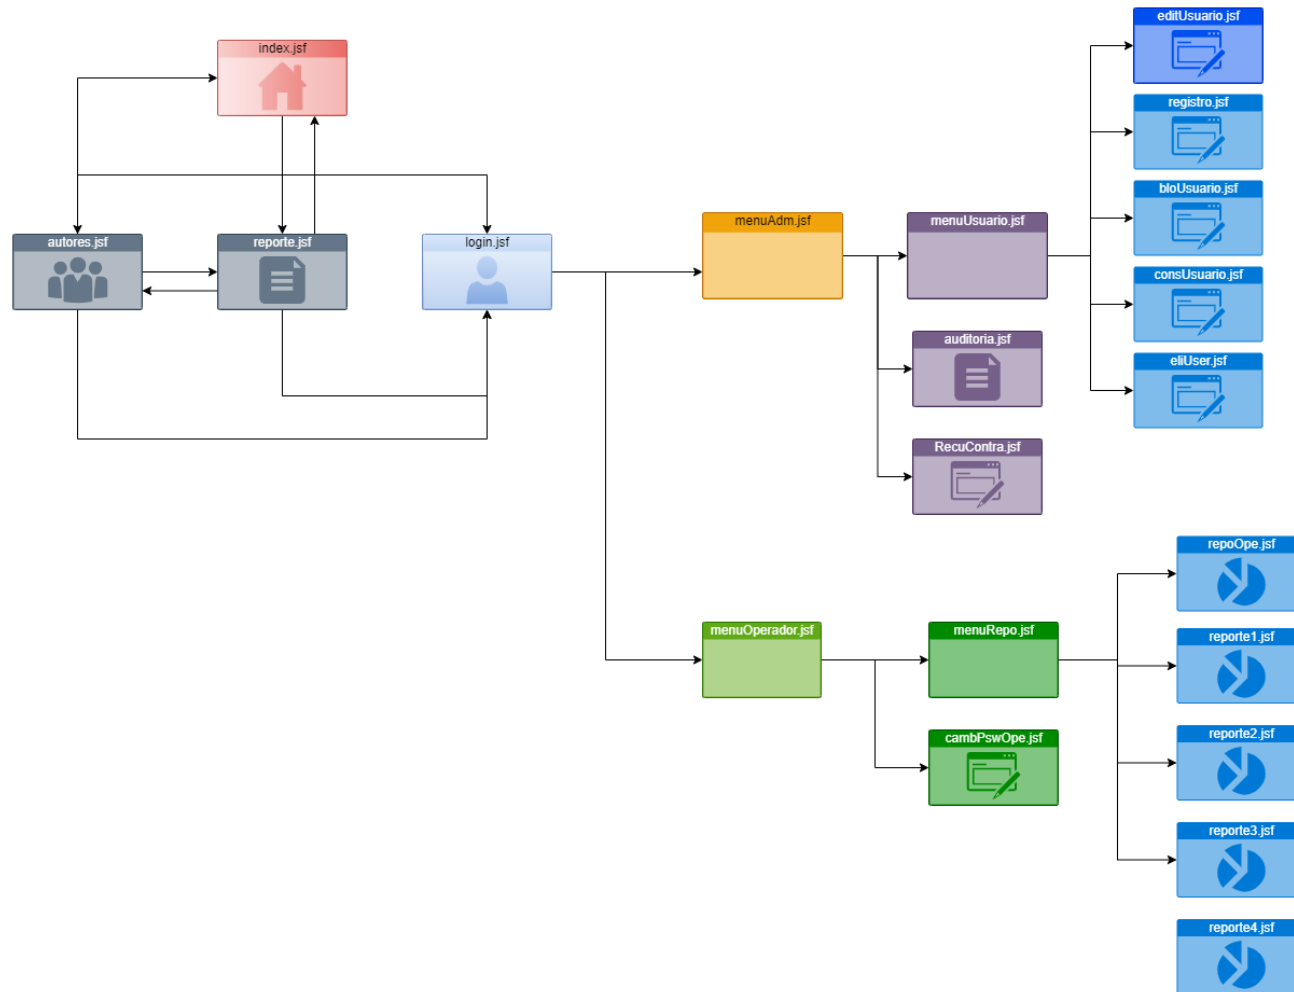 index.jsf
autores.jsf
reporte.jsf
login.jsf
menuAdm.jsf
menuUsuario.jsf
auditoria.jsf
RecuContra.jsf
editUsuario.jsf
registro.jsf
bloUsuario.jsf
consUsuario.jsf
eliUser.jsf
menuOperador.jsf
menuRepo.jsf
cambPswOpe.jsf
repoOpe.jsf
reporte1.jsf
reporte2.jsf
reporte3.jsf
reporte4.jsf